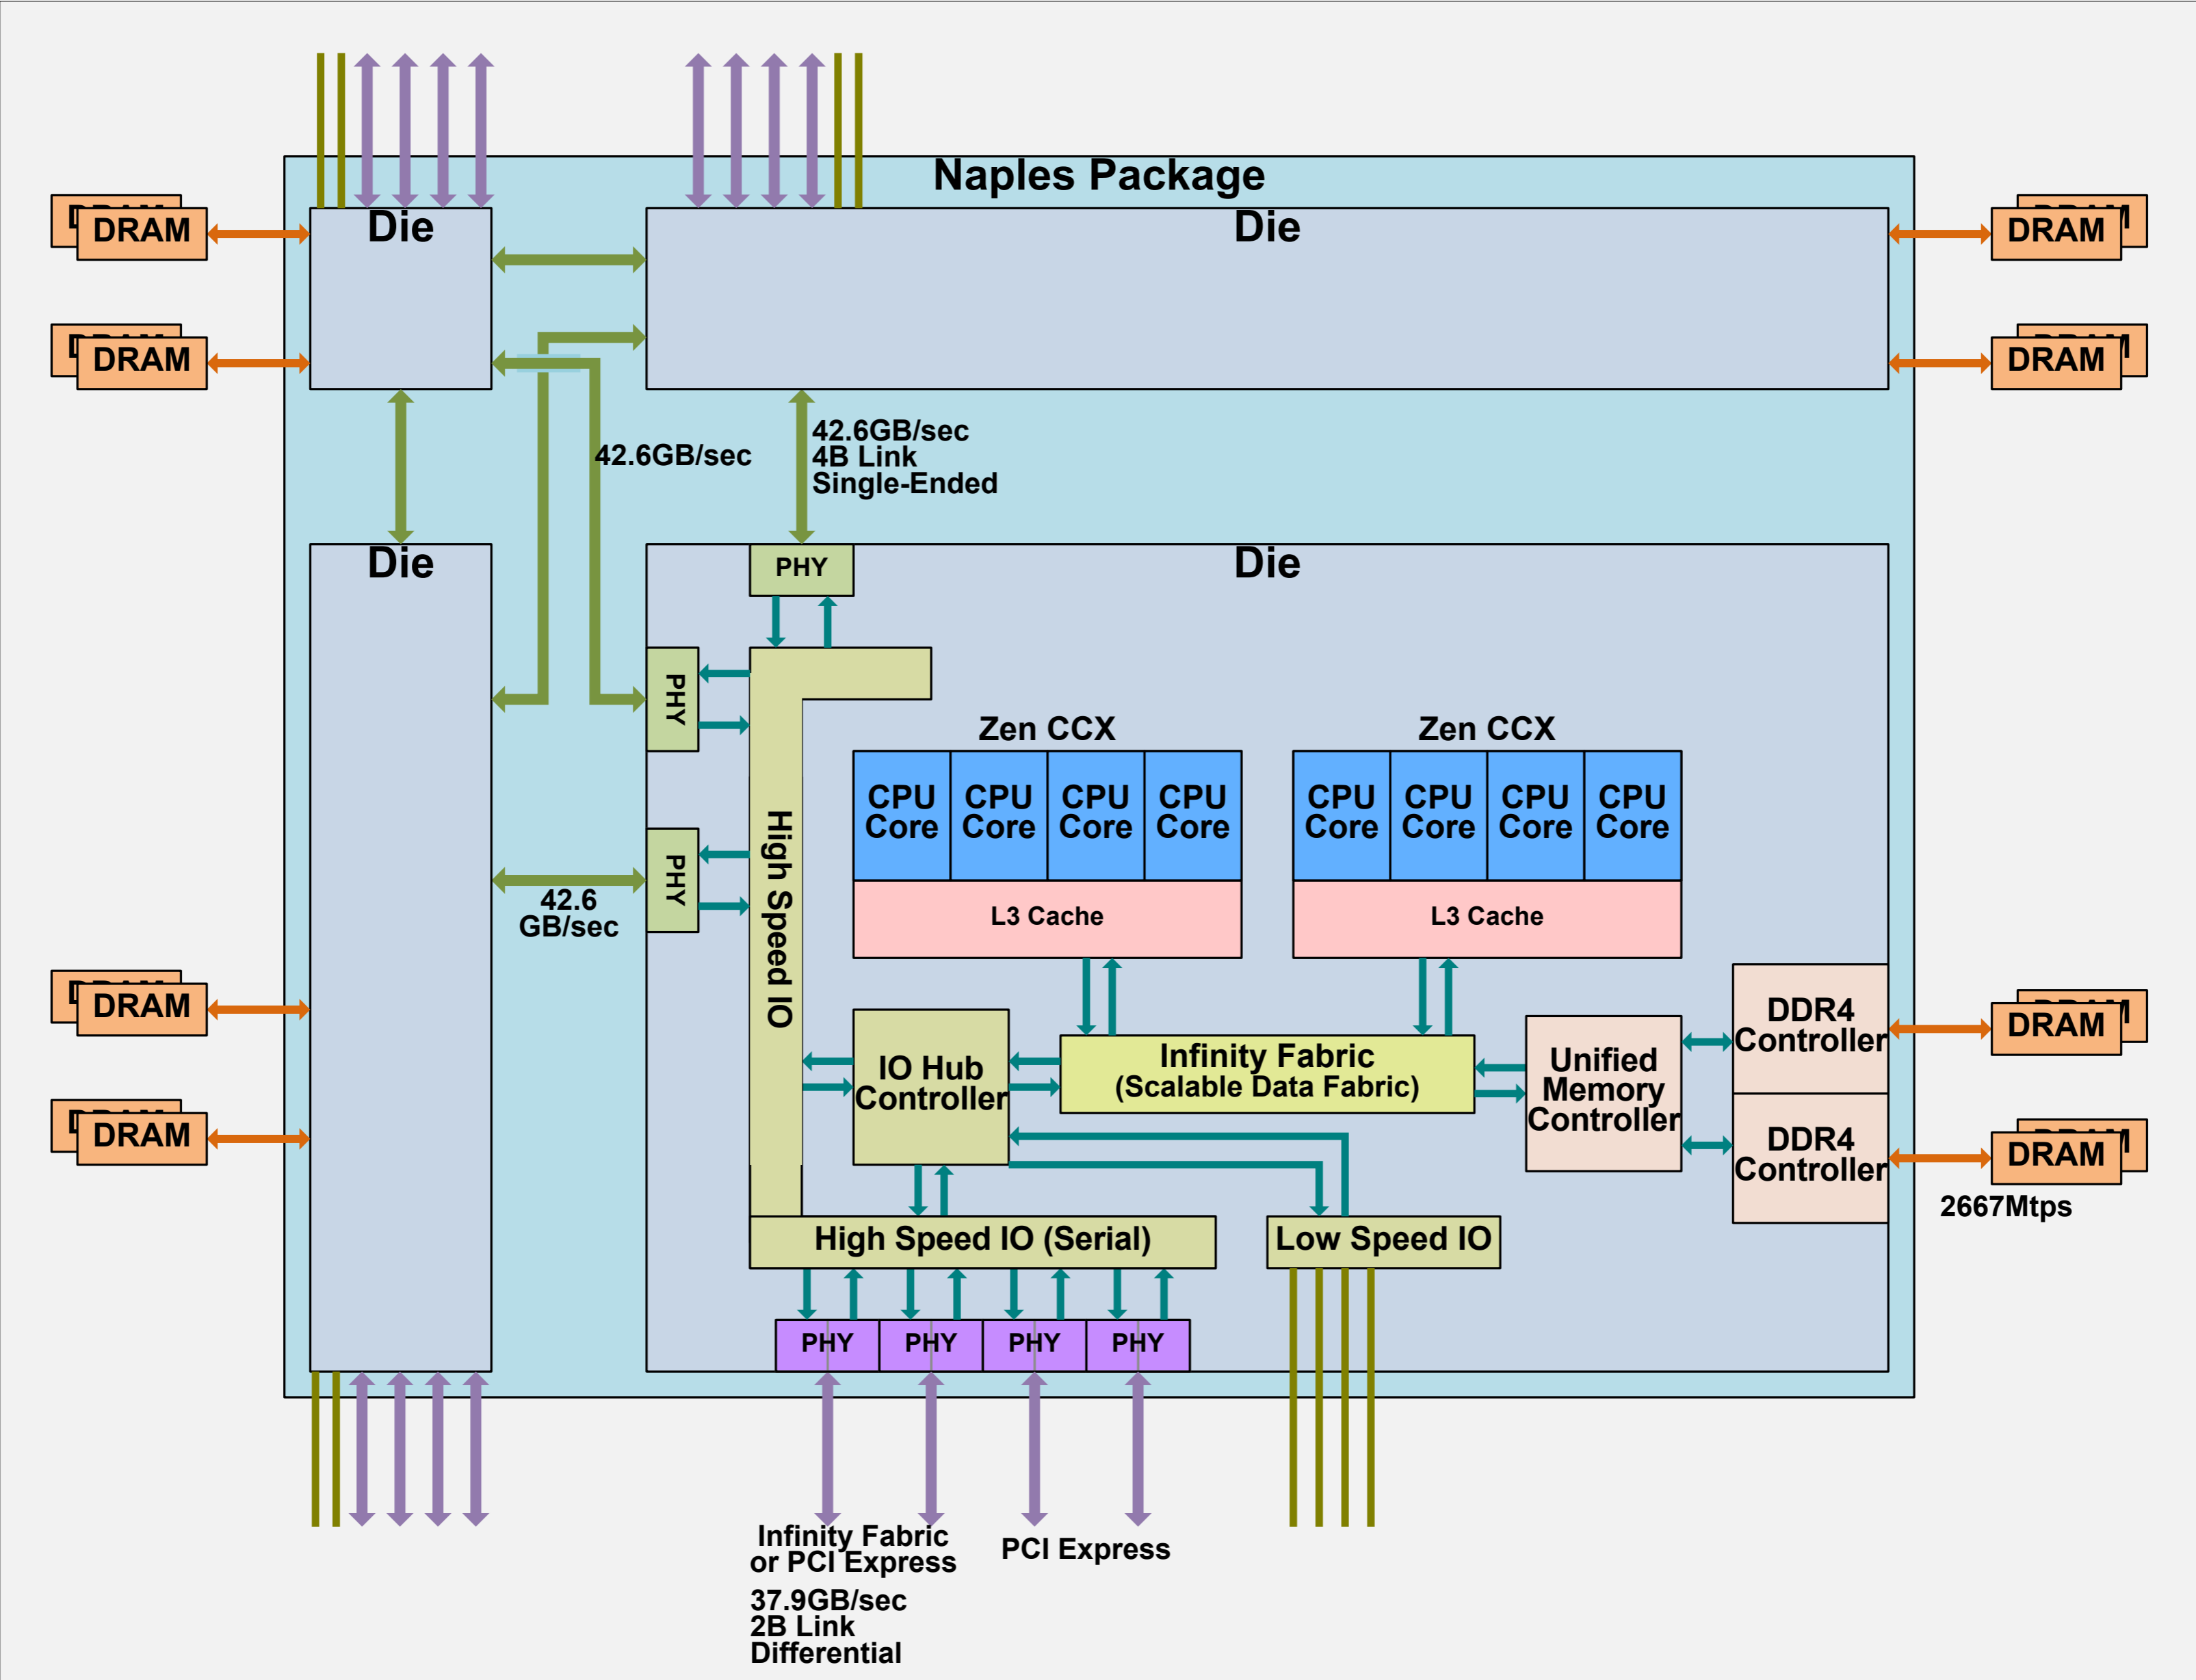 Naples Package
Die
Die
DRAM
DRAM
DRAM
DRAM
42.6GB/sec
42.6GB/sec
4B Link
Single-Ended
Die
Die
PHY
PHY
PHY
42.6
GB/sec
High Speed IO
Zen CCX
Zen CCX
CPU
Core
CPU
Core
CPU
Core
CPU
Core
CPU
Core
CPU
Core
CPU
Core
CPU
Core
L3 Cache
L3 Cache
DRAM
DRAM
IO Hub
Controller
Infinity Fabric
(Scalable Data Fabric)
Unified
Memory
Controller
DDR4
Controller
DDR4
Controller
DRAM
DRAM
2667Mtps
High Speed IO (Serial)
Low Speed IO
PHY
PHY
PHY
PHY
Infinity Fabric
or PCI Express
PCI Express
37.9GB/sec
2B Link
Differential